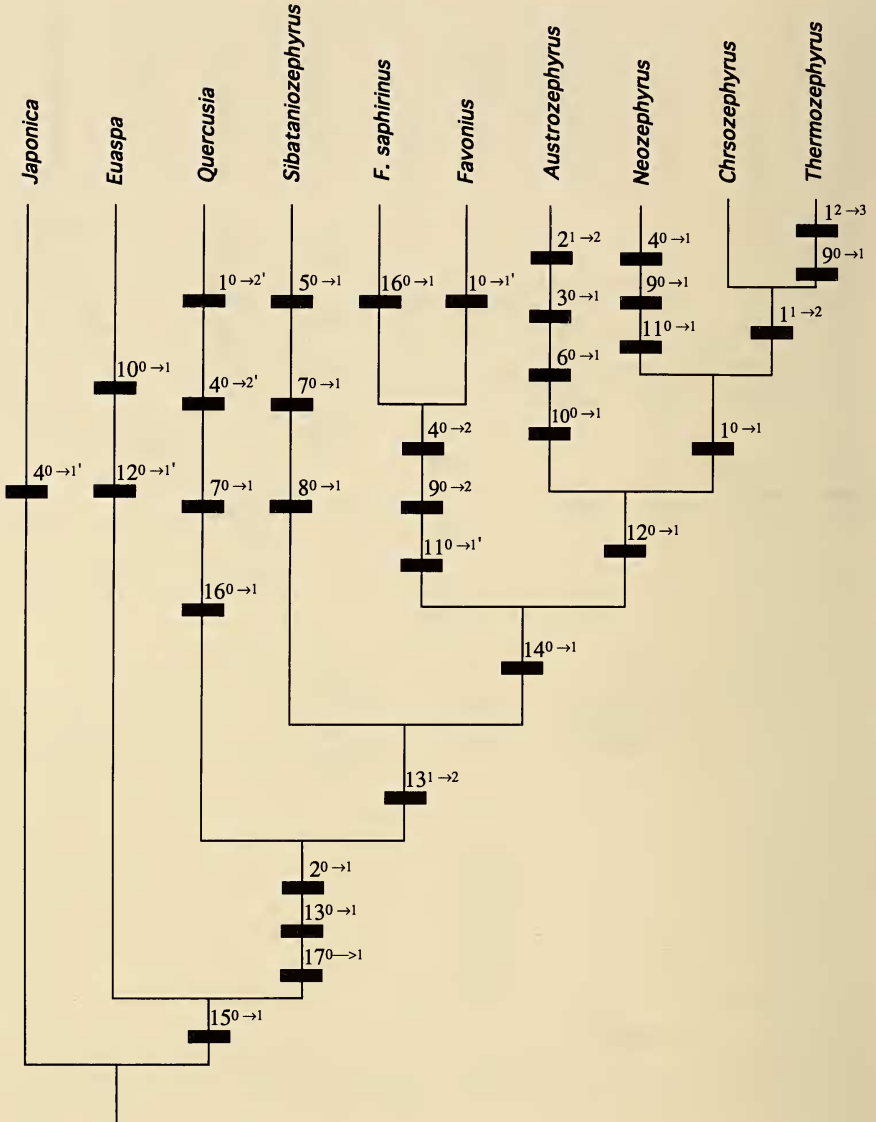 Japonica
Euaspa
Quercusia
Sibataniozephyrus
F. saphirinus
Favonius
Austrozephyrus
Neozephyrus
Chrsozephyrus
Thermozephyrus
1² → ³
9⁰ → ¹
2¹ → ²
4⁰ → ¹
1⁰ → ²'
5⁰ → ¹
16⁰ → ¹
1⁰ → ¹'
3⁰ → ¹
9⁰ → ¹
1¹ → ²
11⁰ → ¹
10⁰ → ¹
6⁰ → ¹
4⁰ → ²'
7⁰ → ¹
4⁰ → ²
10⁰ → ¹
1⁰ → ¹
4⁰ → ¹'
12⁰ → ¹'
7⁰ → ¹
8⁰ → ¹
9⁰ → ²
12⁰ → ¹
11⁰ → ¹'
16⁰ → ¹
14⁰ → ¹
13¹ → ²
2⁰ → ¹
13⁰ → ¹
17⁰—>¹
15⁰ → ¹